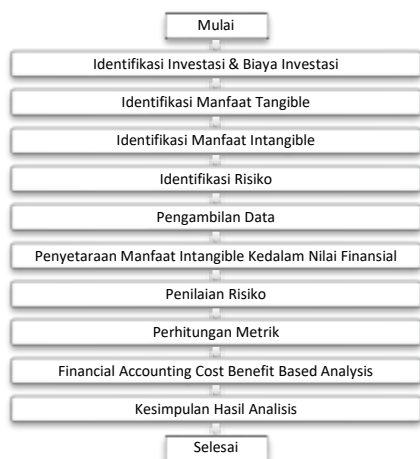 Mulai
Identifikasi Investasi & Biaya Investasi
Identifikasi Manfaat Tangible
Identifikasi Manfaat Intangible
Identifikasi Risiko
Pengambilan Data
Penyetaraan Manfaat Intangible Kedalam Nilai Finansial
Penilaian Risiko
Perhitungan Metrik
Financial Accounting Cost Benefit Based Analysis
Kesimpulan Hasil Analisis
Selesai